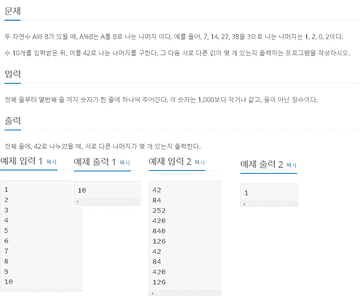 문제
두 자연수 A와 B가 있을 때, A%B는 A를 B로 나눈 나머지 이다. 예를 들어, 7, 14, 27, 38을 3으로 나눈 나머지는 1, 2, 0, 2이다.
수 10개를 입력받은 뒤, 이를 42로 나눈 나머지를 구한다. 그 다음 서로 다른 값이 몇 개 있는지 출력하는 프로그램을 작성하시오.
입력
첫째 줄부터 열번째 줄 까지 숫자가 한 줄에 하나씩 주어진다. 이 숫자는 1,000보다 작거나 같고, 음이 아닌 정수이다.
출력
첫째 줄에, 42로 나누었을 때, 서로 다른 나머지가 몇 개 있는지 출력한다.
예제 입력 1 복사
1
2
3
4
5
6
7
8
9
10
예제 출력 1 복사
10
예제 입력 2 복사
42
84
252
420
840
126
42
84
420
126
예제 출력 2 복사
1